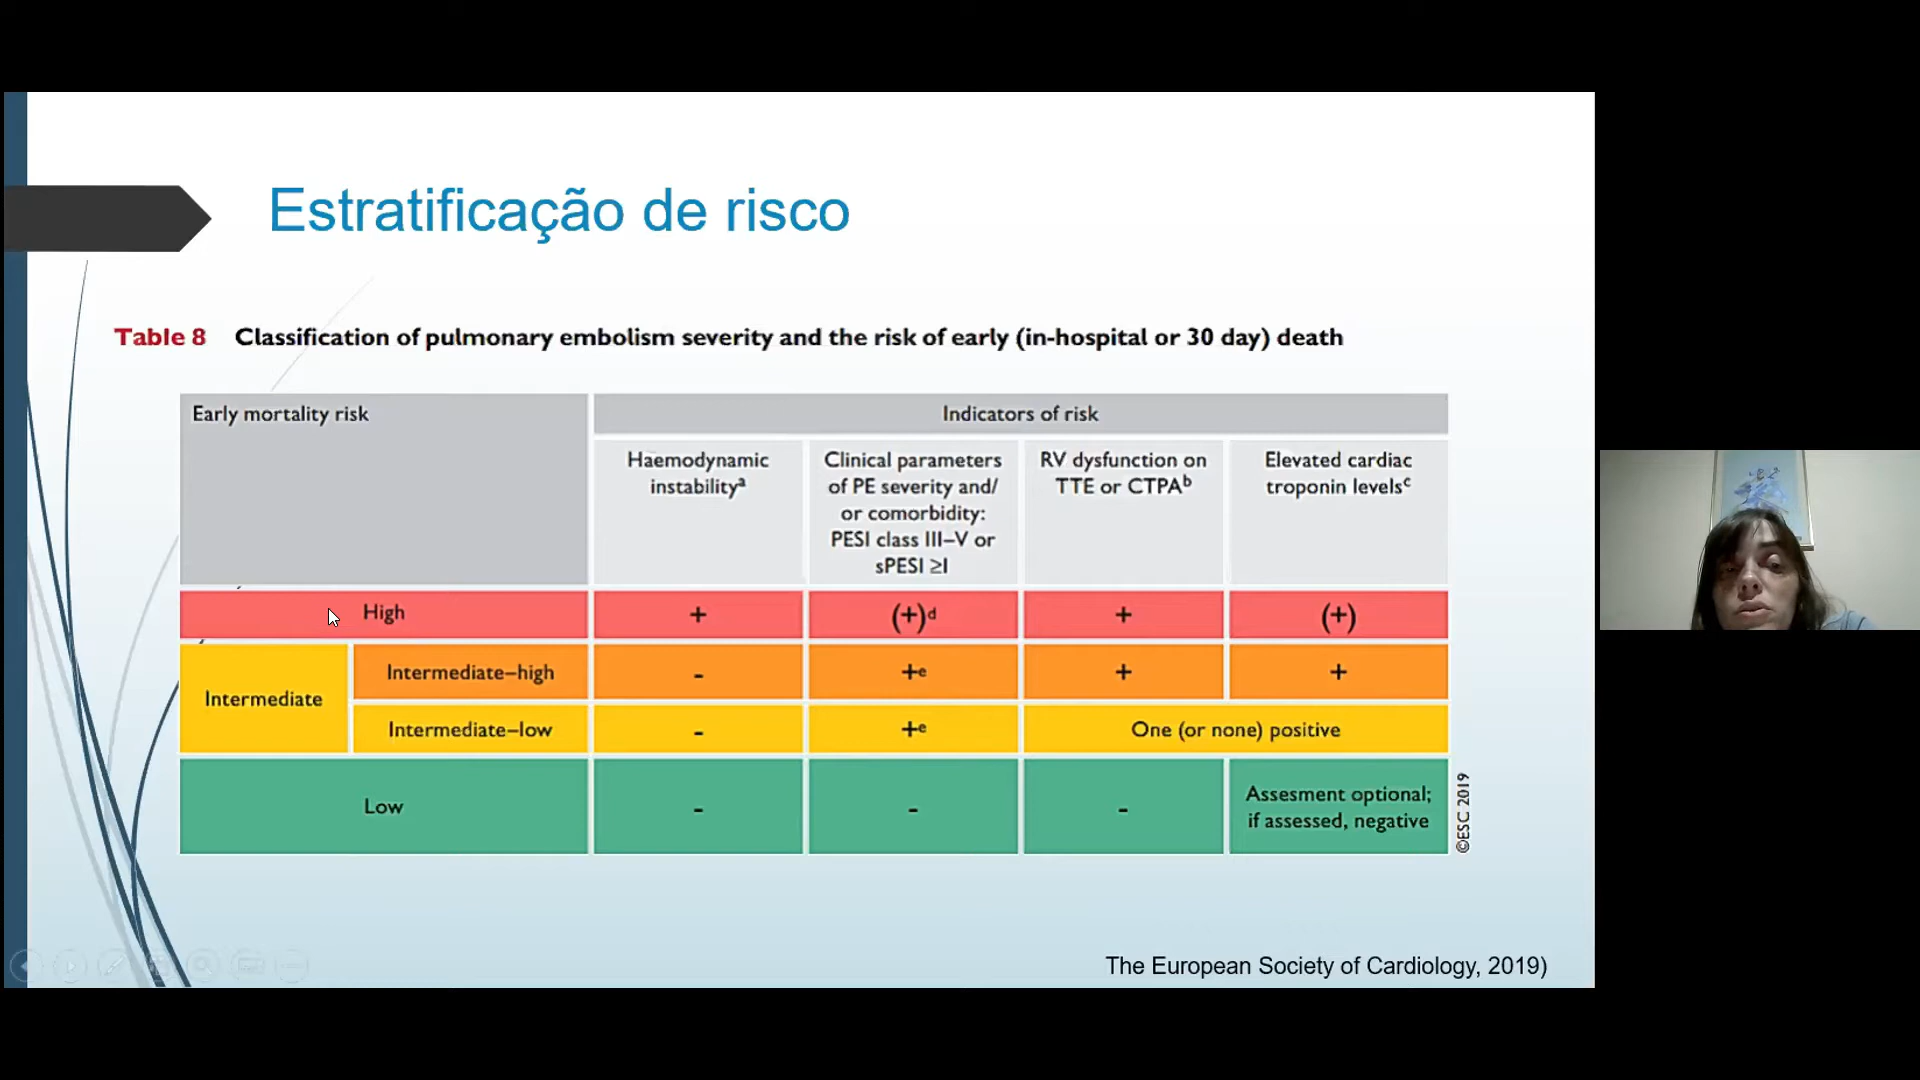 Estratificação de risco
Table 8 Classification of pulmonary embolism severity and the risk of early (in-hospital or 30 day) death
Early mortality risk
Indicators of risk
Haemodynamic
instabilityᵃ
Clinical parameters
of PE severity and/
or comorbidity:
PESI class III–V or
sPESI ≥I
RV dysfunction on
TTE or CTPAᵇ
Elevated cardiac
troponin levelsᶜ
High + (+)ᵈ + (+)
Intermediate
Intermediate–high - +ᵉ + +
Intermediate–low - +ᵉ One (or none) positive
Low - - -
Assesment optional;
if assessed, negative
©ESC 2019
The European Society of Cardiology, 2019)